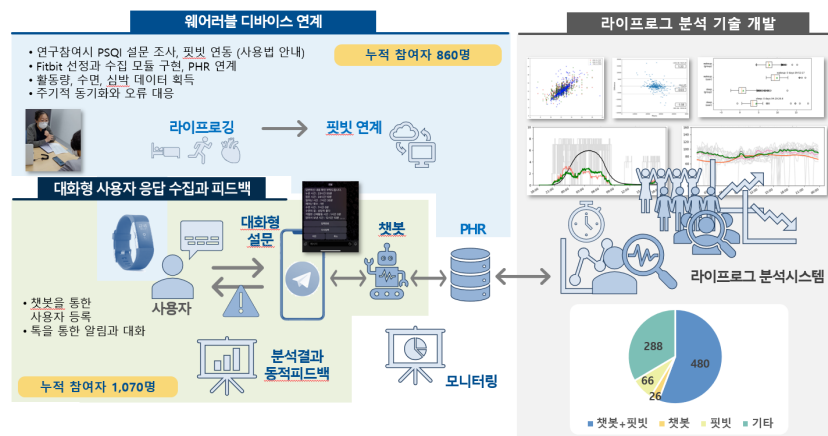 웨어러블 디바이스 연계
• 연구참여시 PSQI 설문 조사, 핏빗 연동 (사용법 안내)
• Fitbit 선정과 수집 모듈 구현, PHR 연계
• 활동량, 수면, 심박 데이터 획득
• 주기적 동기화와 오류 대응
누적 참여자 860명
라이프로깅
핏빗 연계
대화형 사용자 응답 수집과 피드백
대화형
설문
챗봇
PHR
사용자
• 챗봇을 통한
사용자 등록
• 톡을 통한 알림과 대화
분석결과
동적피드백
모니터링
누적 참여자 1,070명
라이프로그 분석 기술 개발
라이프로그 분석시스템
288
480
66
26
챗봇+핏빗
챗봇
핏빗
기타